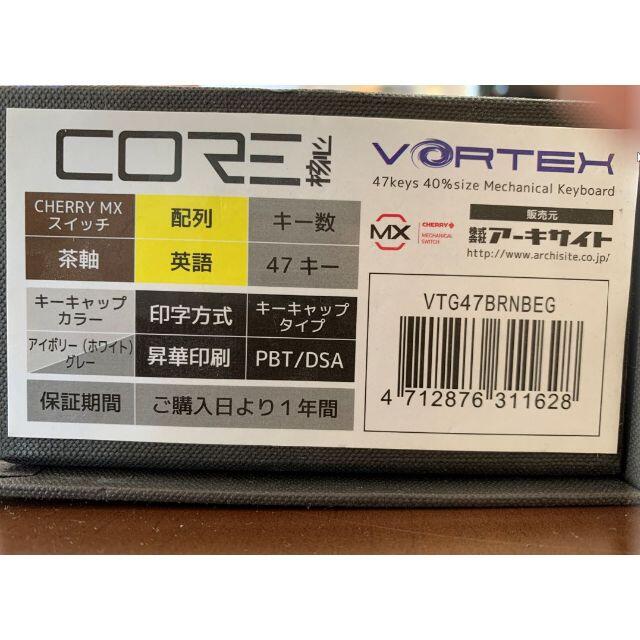 CORE 核心
VORTEX
47keys 40%size Mechanical Keyboard
CHERRY MX
スイッチ
配列
キー数
茶軸
英語
47 キー
MX
CHERRY
MECHANICAL
SWITCH
販売元
株式会社 アーキサイト
http://www.archisite.co.jp/
キーキャップ
カラー
印字方式
キーキャップ
タイプ
アイボリー(ホワイト)
グレー
昇華印刷
PBT/DSA
保証期間
ご購入日より1年間
VTG47BRNBEG
4 712876 311628